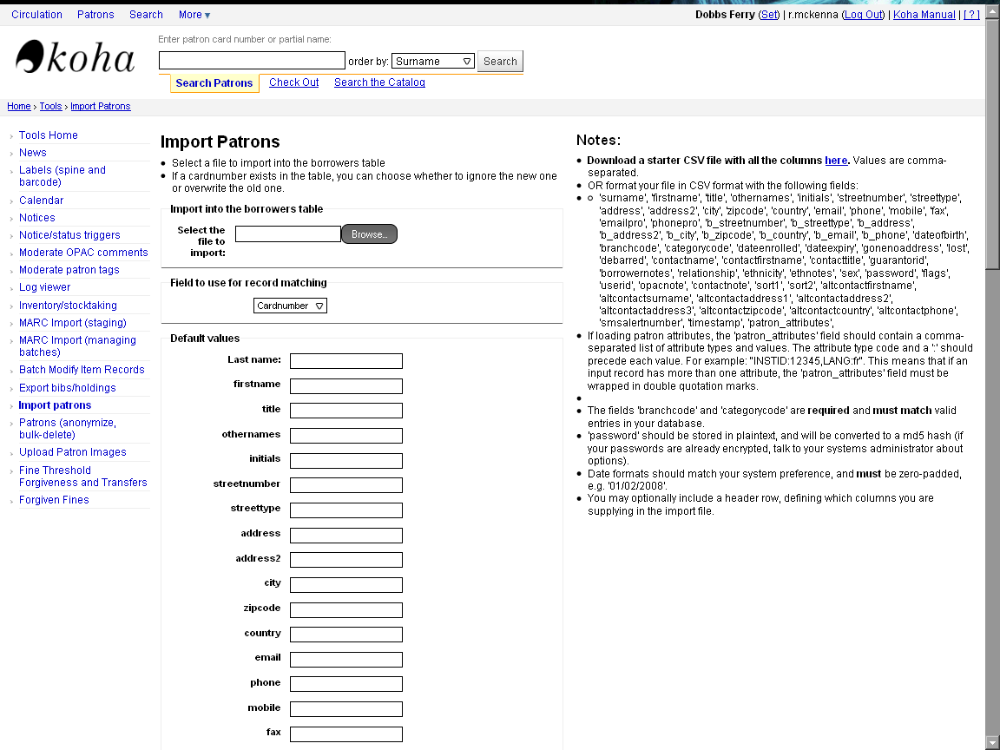 Circulation Patrons Search More ▾
Dobbs Ferry (Set) | r.mckenna (Log Out) | Koha Manual | [ ? ]
koha
Enter patron card number or partial name:
order by: Surname Search
Search Patrons Check Out Search the Catalog
Home › Tools › Import Patrons
Tools Home
News
Labels (spine and
barcode)
Calendar
Notices
Notice/status triggers
Moderate OPAC comments
Moderate patron tags
Log viewer
Inventory/stocktaking
MARC Import (staging)
MARC Import (managing
batches)
Batch Modify Item Records
Export bibs/holdings
Import patrons
Patrons (anonymize,
bulk-delete)
Upload Patron Images
Fine Threshold
Forgiveness and Transfers
Forgiven Fines
Import Patrons
• Select a file to import into the borrowers table
• If a cardnumber exists in the table, you can choose whether to ignore the new one
or overwrite the old one.
Import into the borrowers table
Select the
file to
import:
Browse...
Field to use for record matching
Cardnumber
Default values
Last name:
firstname
title
othernames
initials
streetnumber
streettype
address
address2
city
zipcode
country
email
phone
mobile
fax
Notes:
• Download a starter CSV file with all the columns here. Values are comma-
separated.
• OR format your file in CSV format with the following fields:
• ○ 'surname', 'firstname', 'title', 'othernames', 'initials', 'streetnumber', 'streettype',
'address', 'address2', 'city', 'zipcode', 'country', 'email', 'phone', 'mobile', 'fax',
'emailpro', 'phonepro', 'b_streetnumber', 'b_streettype', 'b_address',
'b_address2', 'b_city', 'b_zipcode', 'b_country', 'b_email', 'b_phone', 'dateofbirth',
'branchcode', 'categorycode', 'dateenrolled', 'dateexpiry', 'gonenoaddress', 'lost',
'debarred', 'contactname', 'contactfirstname', 'contacttitle', 'guarantorid',
'borrowernotes', 'relationship', 'ethnicity', 'ethnotes', 'sex', 'password', 'flags',
'userid', 'opacnote', 'contactnote', 'sort1', 'sort2', 'altcontactfirstname',
'altcontactsurname', 'altcontactaddress1', 'altcontactaddress2',
'altcontactaddress3', 'altcontactzipcode', 'altcontactcountry', 'altcontactphone',
'smsalertnumber', 'timestamp', 'patron_attributes',
• If loading patron attributes, the 'patron_attributes' field should contain a comma-
separated list of attribute types and values. The attribute type code and a ':' should
precede each value. For example: "INSTID:12345,LANG:fr". This means that if an
input record has more than one attribute, the 'patron_attributes' field must be
wrapped in double quotation marks.
•
• The fields 'branchcode' and 'categorycode' are required and must match valid
entries in your database.
• 'password' should be stored in plaintext, and will be converted to a md5 hash (if
your passwords are already encrypted, talk to your systems administrator about
options).
• Date formats should match your system preference, and must be zero-padded,
e.g. '01/02/2008'.
• You may optionally include a header row, defining which columns you are
supplying in the import file.